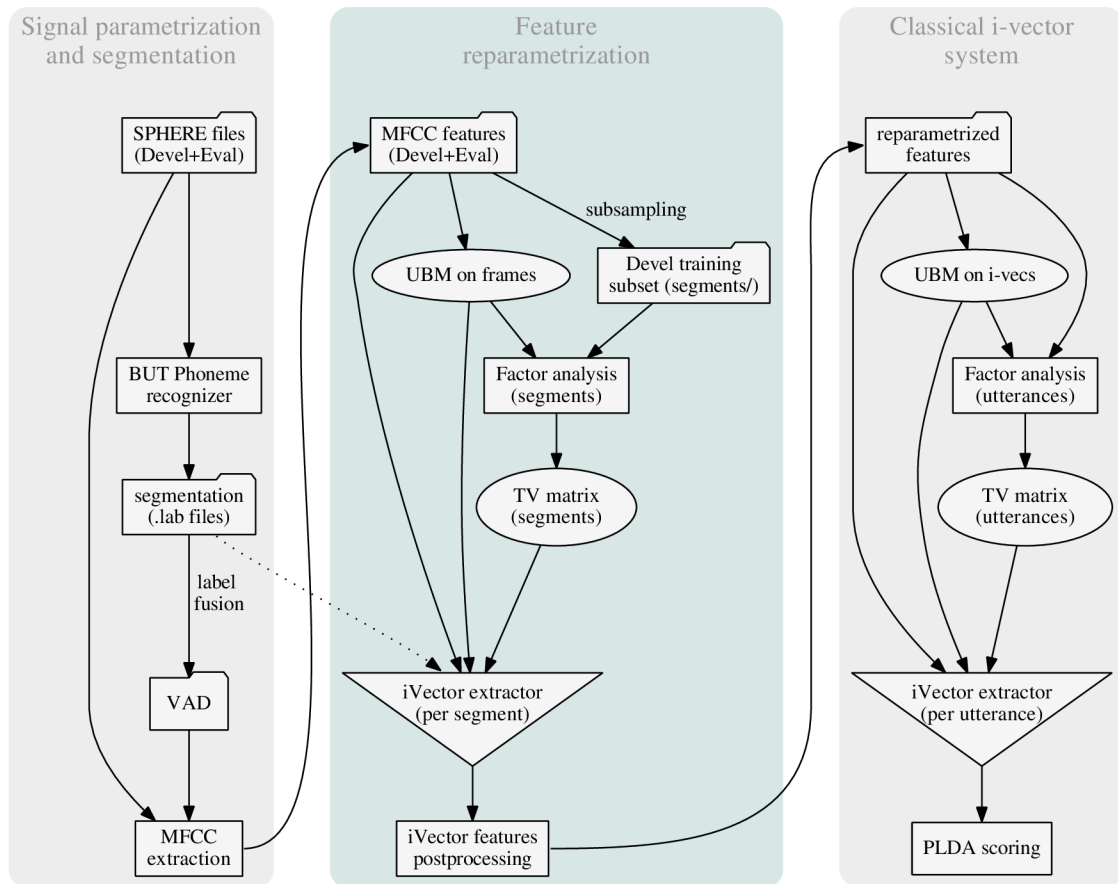 Signal parametrization
and segmentation
SPHERE files
(Devel+Eval)
BUT Phoneme
recognizer
segmentation
(.lab files)
label
fusion
VAD
MFCC
extraction
Feature
reparametrization
MFCC features
(Devel+Eval)
subsampling
UBM on frames
Devel training
subset (segments/)
Factor analysis
(segments)
TV matrix
(segments)
iVector extractor
(per segment)
iVector features
postprocessing
Classical i-vector
system
reparametrized
features
UBM on i-vecs
Factor analysis
(utterances)
TV matrix
(utterances)
iVector extractor
(per utterance)
PLDA scoring